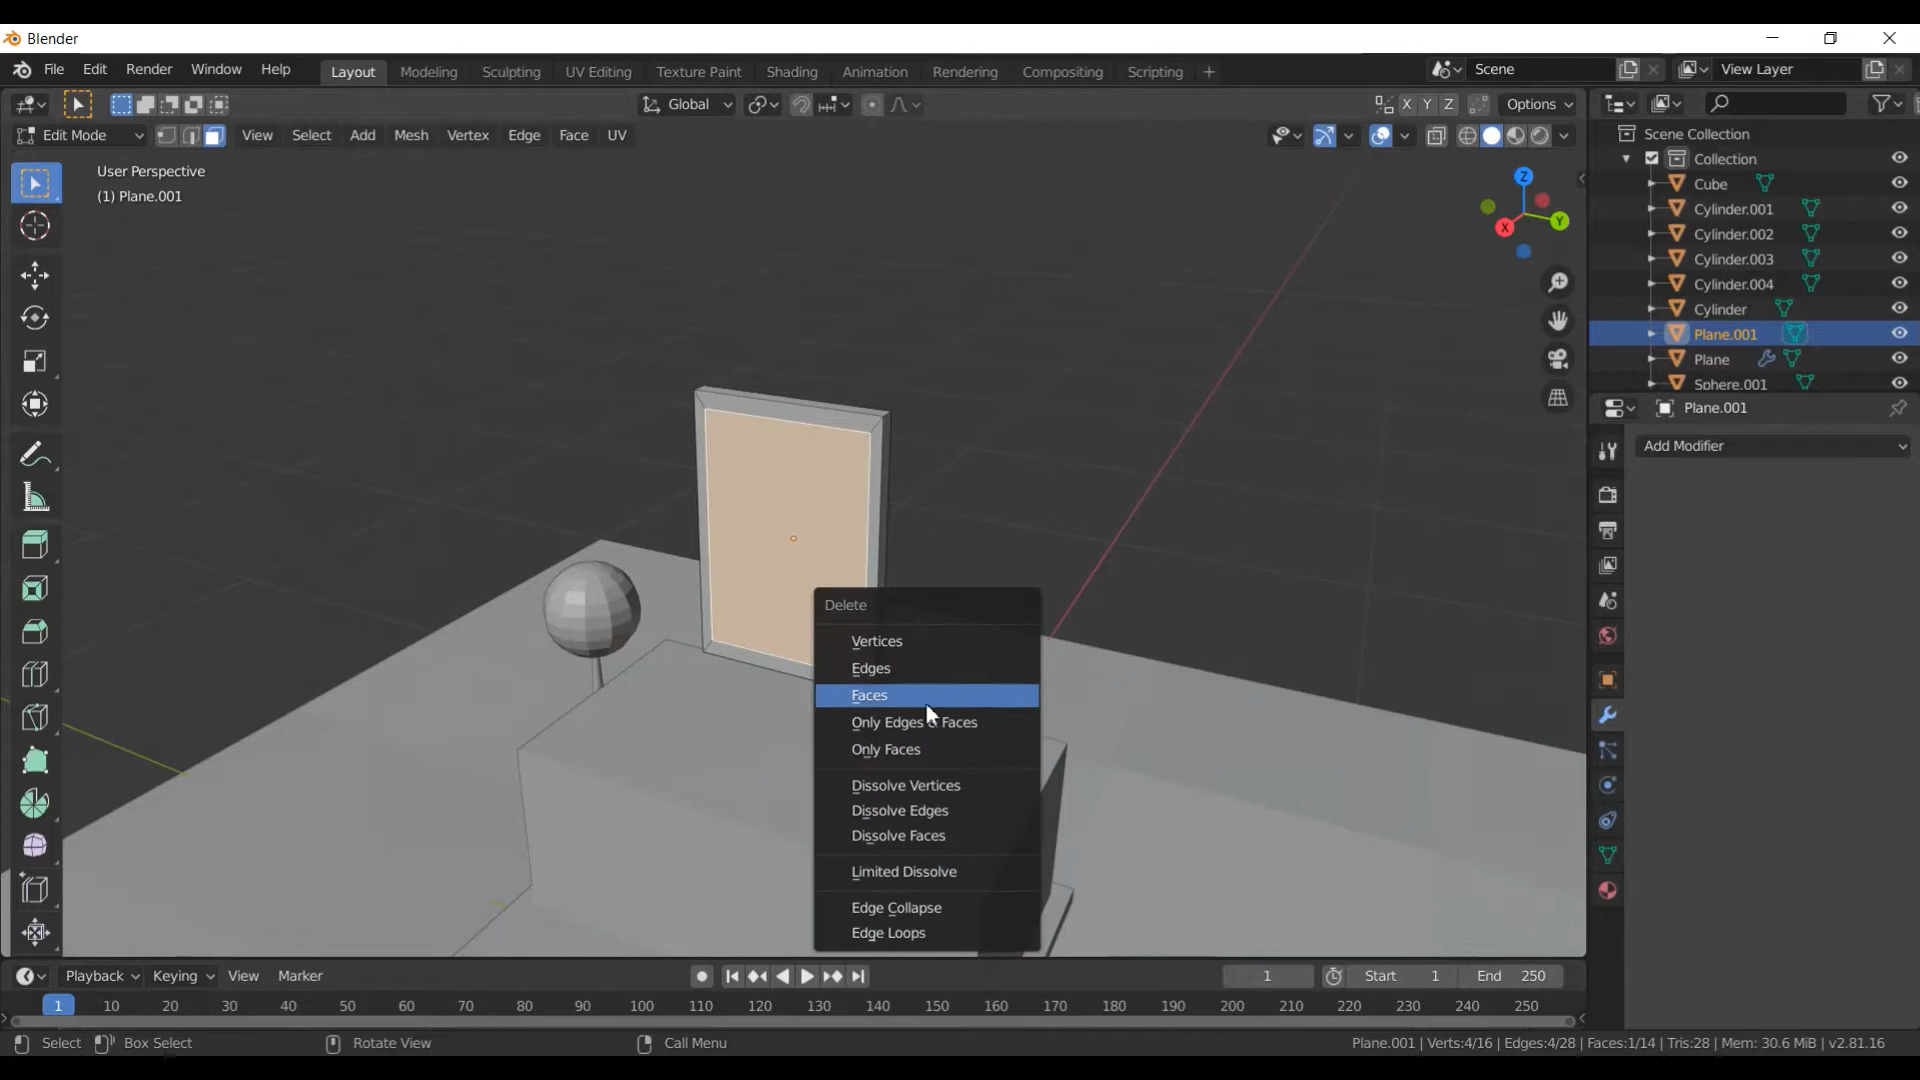 Blender
File Edit Render Window Help Layout Modeling Sculpting UV Editing Texture Paint Shading Animation Rendering Compositing Scripting + Scene View Layer
Global X Y Z Options
Edit Mode View Select Add Mesh Vertex Edge Face UV
User Perspective
(1) Plane.001
Z
Y
X
Scene Collection
Collection
Cube
Cylinder.001
Cylinder.002
Cylinder.003
Cylinder.004
Cylinder
Plane.001
Plane
Sphere.001
Plane.001
Add Modifier
Delete
Vertices
Edges
Faces
Only Edges & Faces
Only Faces
Dissolve Vertices
Dissolve Edges
Dissolve Faces
Limited Dissolve
Edge Collapse
Edge Loops
Playback Keying View Marker 1 Start 1 End 250
1 10 20 30 40 50 60 70 80 90 100 110 120 130 140 150 160 170 180 190 200 210 220 230 240 250
Select Box Select Rotate View Call Menu Plane.001 | Verts:4/16 | Edges:4/28 | Faces:1/14 | Tris:28 | Mem: 30.6 MiB | v2.81.16